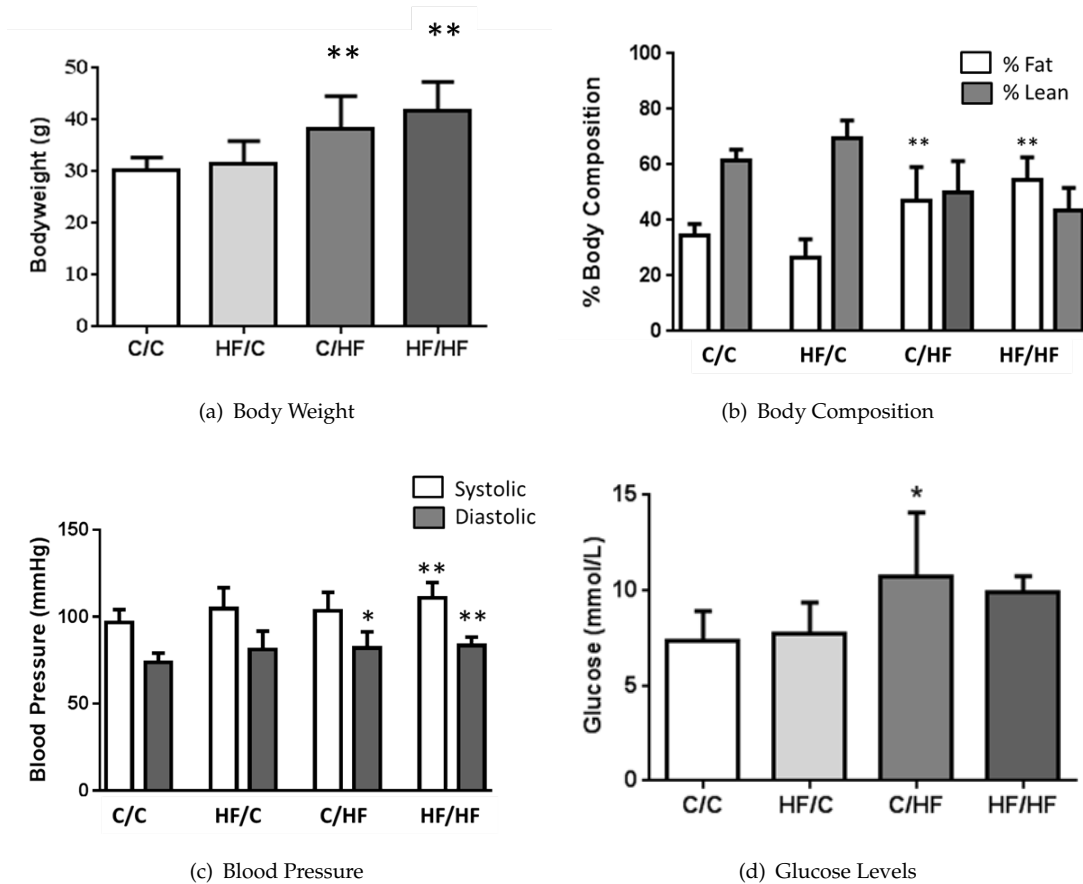 **
**
50
40
30
20
10
0
Bodyweight (g)
C/C HF/C C/HF HF/HF
(a) Body Weight
100
80
60
40
20
0
% Body Composition
% Fat
% Lean
** **
C/C HF/C C/HF HF/HF
(b) Body Composition
Systolic
Diastolic
150
100
50
0
Blood Pressure (mmHg)
**
* **
C/C HF/C C/HF HF/HF
(c) Blood Pressure
15
10
5
0
Glucose (mmol/L)
*
C/C HF/C C/HF HF/HF
(d) Glucose Levels